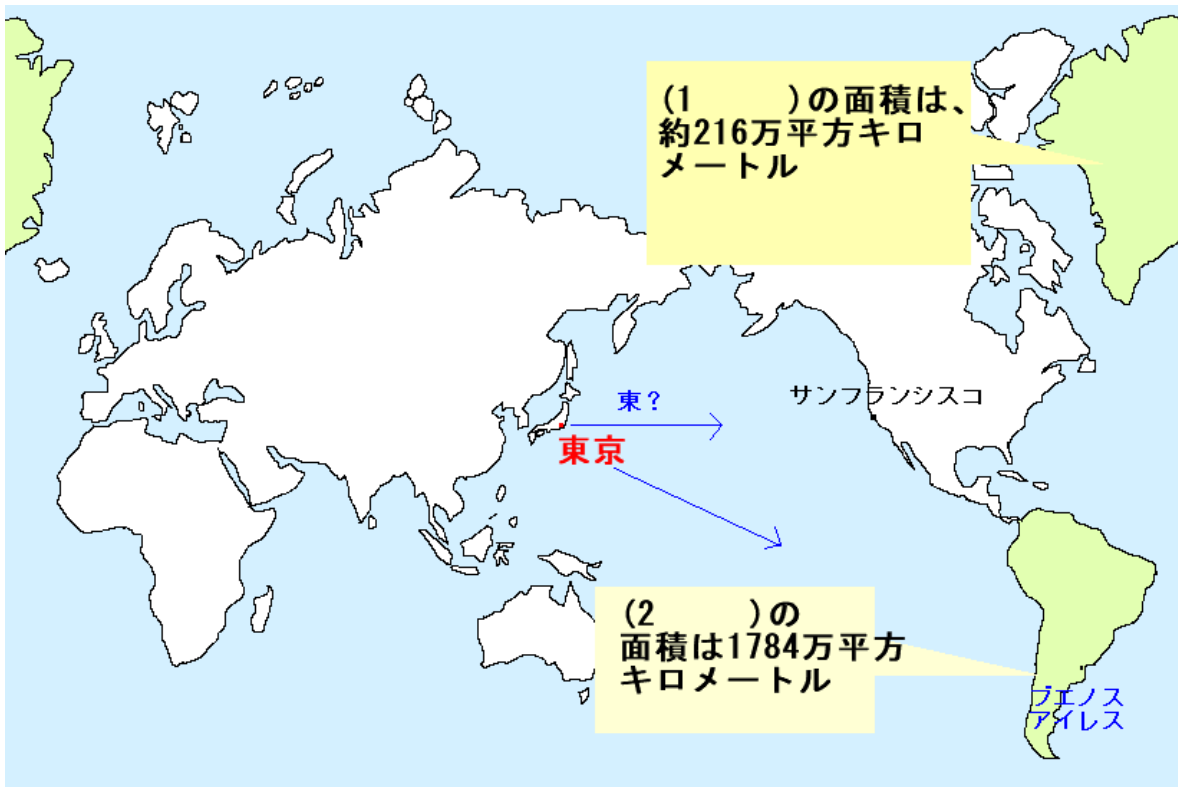 (1　　　)の面積は、
約216万平方キロ
メートル
サンフランシスコ
東？
東京
(2　　　)の
面積は1784万平方
キロメートル
ブエノス
アイレス